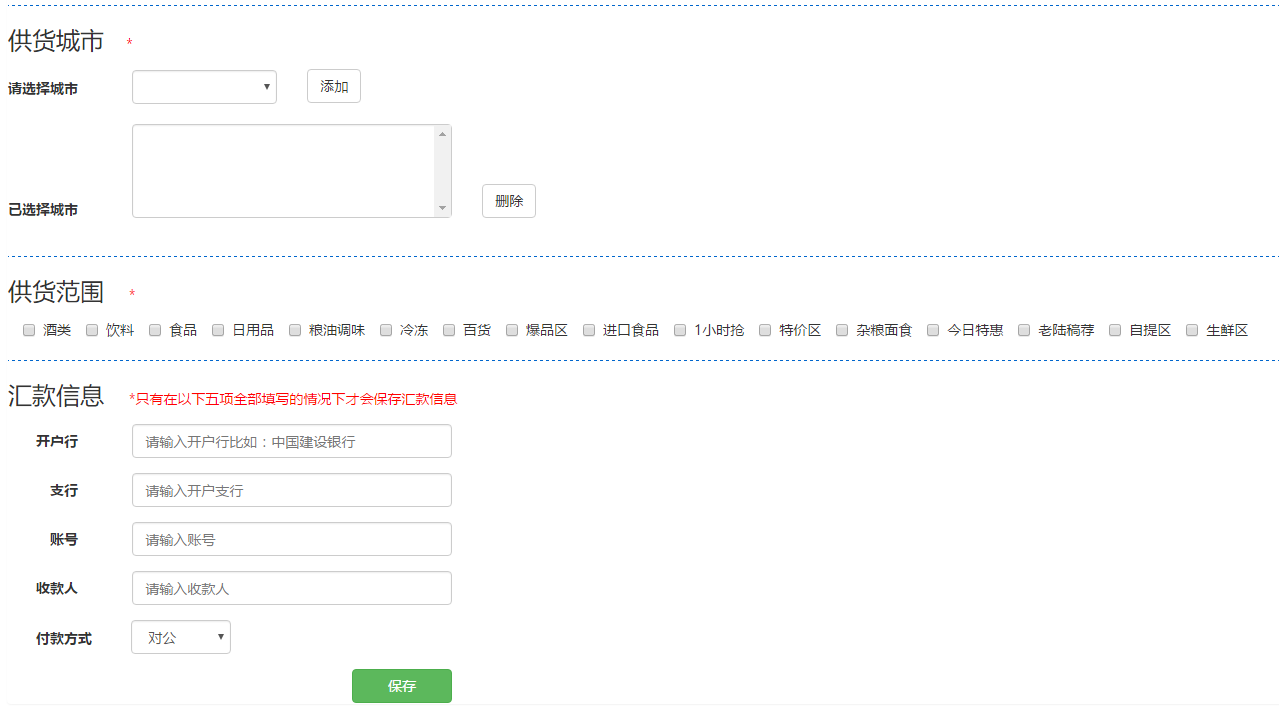 供货城市 *
请选择城市 添加
已选择城市 删除
供货范围 *
酒类 饮料 食品 日用品 粮油调味 冷冻 百货 爆品区 进口食品 1小时抢 特价区 杂粮面食 今日特惠 老陆稿荐 自提区 生鲜区
汇款信息 *只有在以下五项全部填写的情况下才会保存汇款信息
开户行 请输入开户行比如：中国建设银行
支行 请输入开户支行
账号 请输入账号
收款人 请输入收款人
付款方式 对公
保存